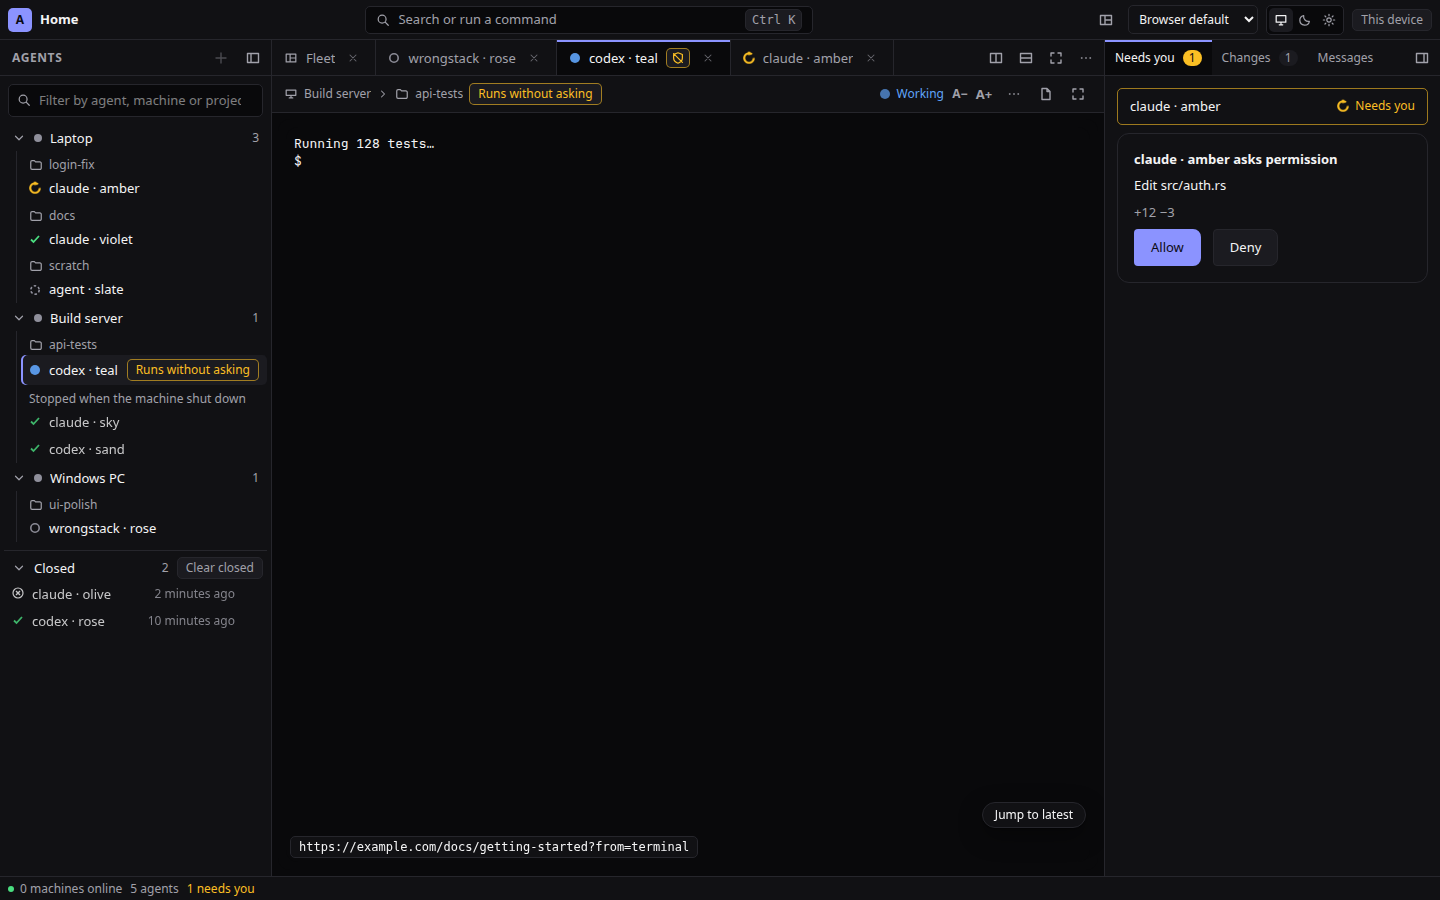 A Home
Search or run a command Ctrl K
Browser default
This device
AGENTS
Filter by agent, machine or projec
Laptop 3
login-fix
claude · amber
docs
claude · violet
scratch
agent · slate
Build server 1
api-tests
codex · teal Runs without asking
Stopped when the machine shut down
claude · sky
codex · sand
Windows PC 1
ui-polish
wrongstack · rose
Closed 2 Clear closed
claude · olive 2 minutes ago
codex · rose 10 minutes ago
Fleet
wrongstack · rose
codex · teal
claude · amber
Build server api-tests Runs without asking
Working A− A+
Running 128 tests…
$
Jump to latest
https://example.com/docs/getting-started?from=terminal
Needs you 1 Changes 1 Messages
claude · amber Needs you
claude · amber asks permission
Edit src/auth.rs
+12 −3
Allow Deny
0 machines online 5 agents 1 needs you